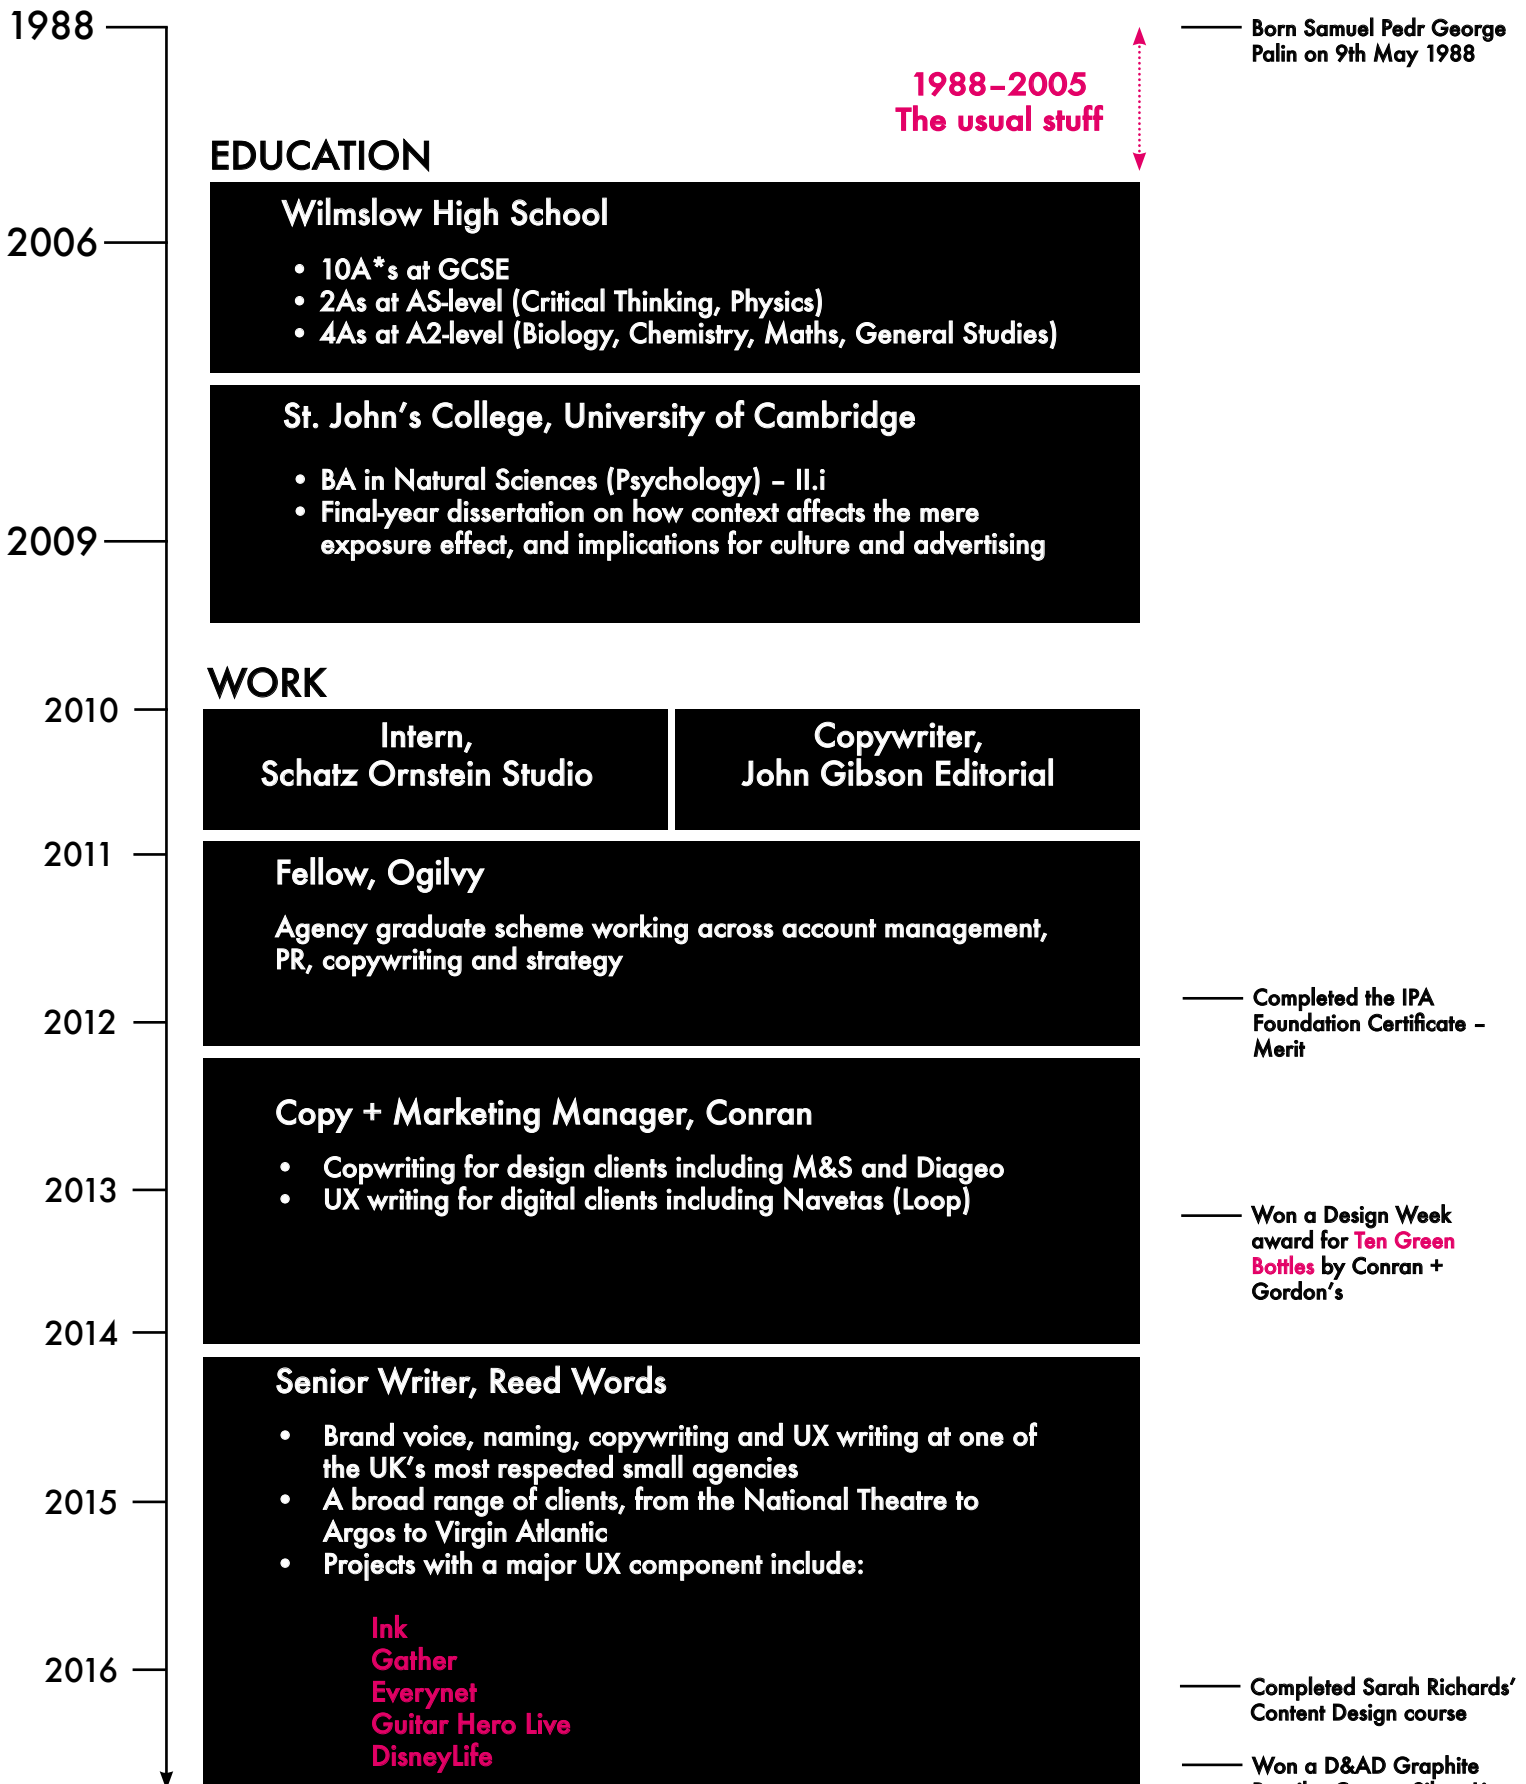 1988
Born Samuel Pedr George
Palin on 9th May 1988
1988–2005
The usual stuff
EDUCATION
Wilmslow High School
2006
• 10A*s at GCSE
• 2As at AS-level (Critical Thinking, Physics)
• 4As at A2-level (Biology, Chemistry, Maths, General Studies)
St. John's College, University of Cambridge
• BA in Natural Sciences (Psychology) – II.i
• Final-year dissertation on how context affects the mere
exposure effect, and implications for culture and advertising
2009
WORK
2010
Intern,
Schatz Ornstein Studio
Copywriter,
John Gibson Editorial
2011
Fellow, Ogilvy
Agency graduate scheme working across account management,
PR, copywriting and strategy
2012
Completed the IPA
Foundation Certificate –
Merit
Copy + Marketing Manager, Conran
• Copwriting for design clients including M&S and Diageo
• UX writing for digital clients including Navetas (Loop)
2013
Won a Design Week
award for Ten Green
Bottles by Conran +
Gordon's
2014
Senior Writer, Reed Words
• Brand voice, naming, copywriting and UX writing at one of
the UK's most respected small agencies
• A broad range of clients, from the National Theatre to
Argos to Virgin Atlantic
• Projects with a major UX component include:
2015
Ink
Gather
Everynet
Guitar Hero Live
DisneyLife
2016
Completed Sarah Richards'
Content Design course
Won a D&AD Graphite